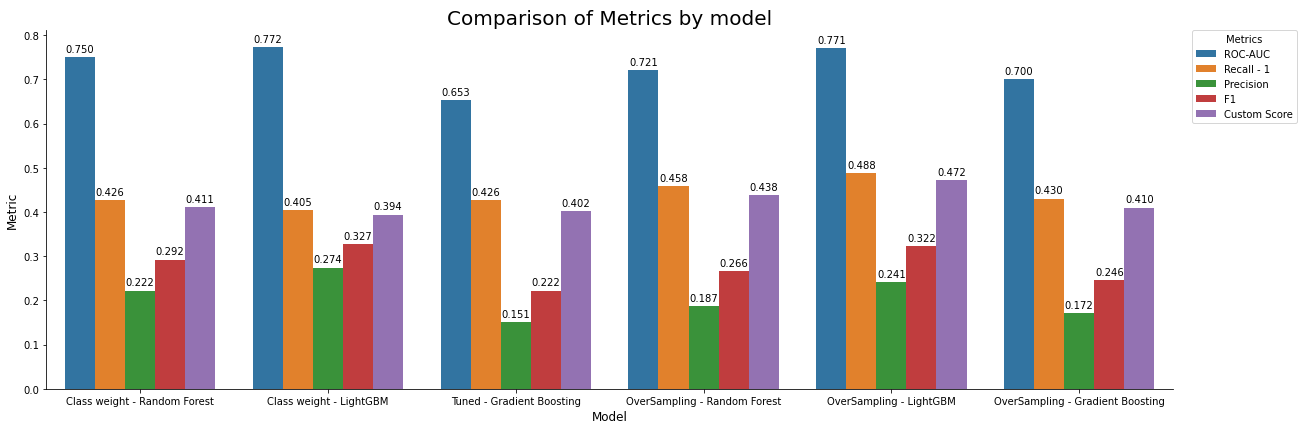 Comparison of Metrics by model
Metrics
ROC-AUC
Recall - 1
Precision
F1
Custom Score
Metric
0.8
0.7
0.6
0.5
0.4
0.3
0.2
0.1
0.0
0.750
0.426
0.222
0.292
0.411
0.772
0.405
0.274
0.327
0.394
0.653
0.426
0.151
0.222
0.402
0.721
0.458
0.187
0.266
0.438
0.771
0.488
0.241
0.322
0.472
0.700
0.430
0.172
0.246
0.410
Class weight - Random Forest
Class weight - LightGBM
Tuned - Gradient Boosting
OverSampling - Random Forest
OverSampling - LightGBM
OverSampling - Gradient Boosting
Model